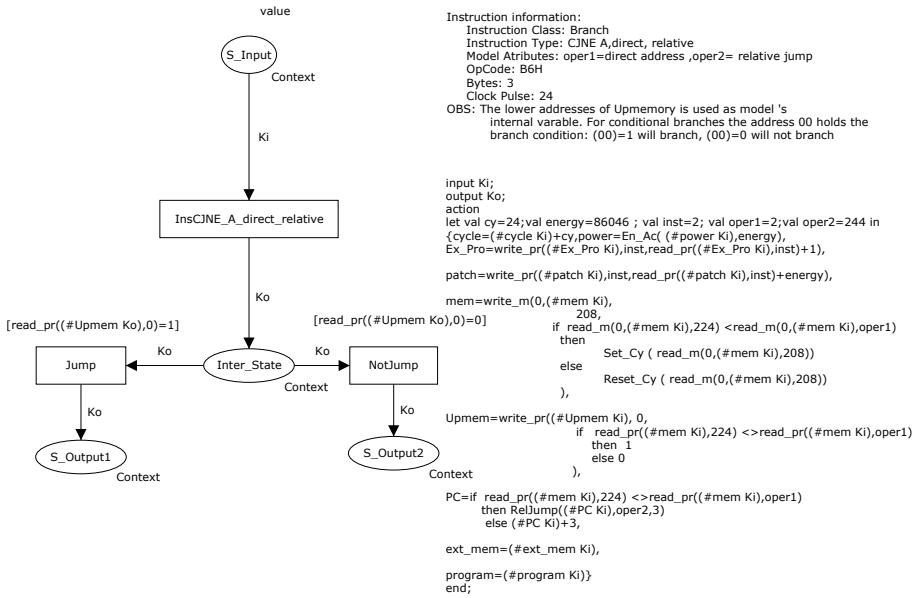 value
S_Input
Context
Ki
InsCJNE_A_direct_relative
Ko
[read_pr((#Upmem Ko),0)=1]
[read_pr((#Upmem Ko),0)=0]
Jump
Ko
Inter_State
Ko
NotJump
Context
Ko
Ko
S_Output1
Context
S_Output2
Context
Instruction information:
Instruction Class: Branch
Instruction Type: CJNE A,direct, relative
Model Atributes: oper1=direct address ,oper2= relative jump
OpCode: B6H
Bytes: 3
Clock Pulse: 24
OBS: The lower addresses of Upmemory is used as model 's
internal varable. For conditional branches the address 00 holds the
branch condition: (00)=1 will branch, (00)=0 will not branch
input Ki;
output Ko;
action
let val cy=24;val energy=86046 ; val inst=2; val oper1=2;val oper2=244 in
{cycle=(#cycle Ki)+cy,power=En_Ac( (#power Ki),energy),
Ex_Pro=write_pr((#Ex_Pro Ki),inst,read_pr((#Ex_Pro Ki),inst)+1),
patch=write_pr((#patch Ki),inst,read_pr((#patch Ki),inst)+energy),
mem=write_m(0,(#mem Ki),
208,
if read_m(0,(#mem Ki),224) <read_m(0,(#mem Ki),oper1)
then
Set_Cy ( read_m(0,(#mem Ki),208))
else
Reset_Cy ( read_m(0,(#mem Ki),208))
),
Upmem=write_pr((#Upmem Ki), 0,
if read_pr((#mem Ki),224) <>read_pr((#mem Ki),oper1)
then 1
else 0
),
PC=if read_pr((#mem Ki),224) <>read_pr((#mem Ki),oper1)
then RelJump((#PC Ki),oper2,3)
else (#PC Ki)+3,
ext_mem=(#ext_mem Ki),
program=(#program Ki)}
end;